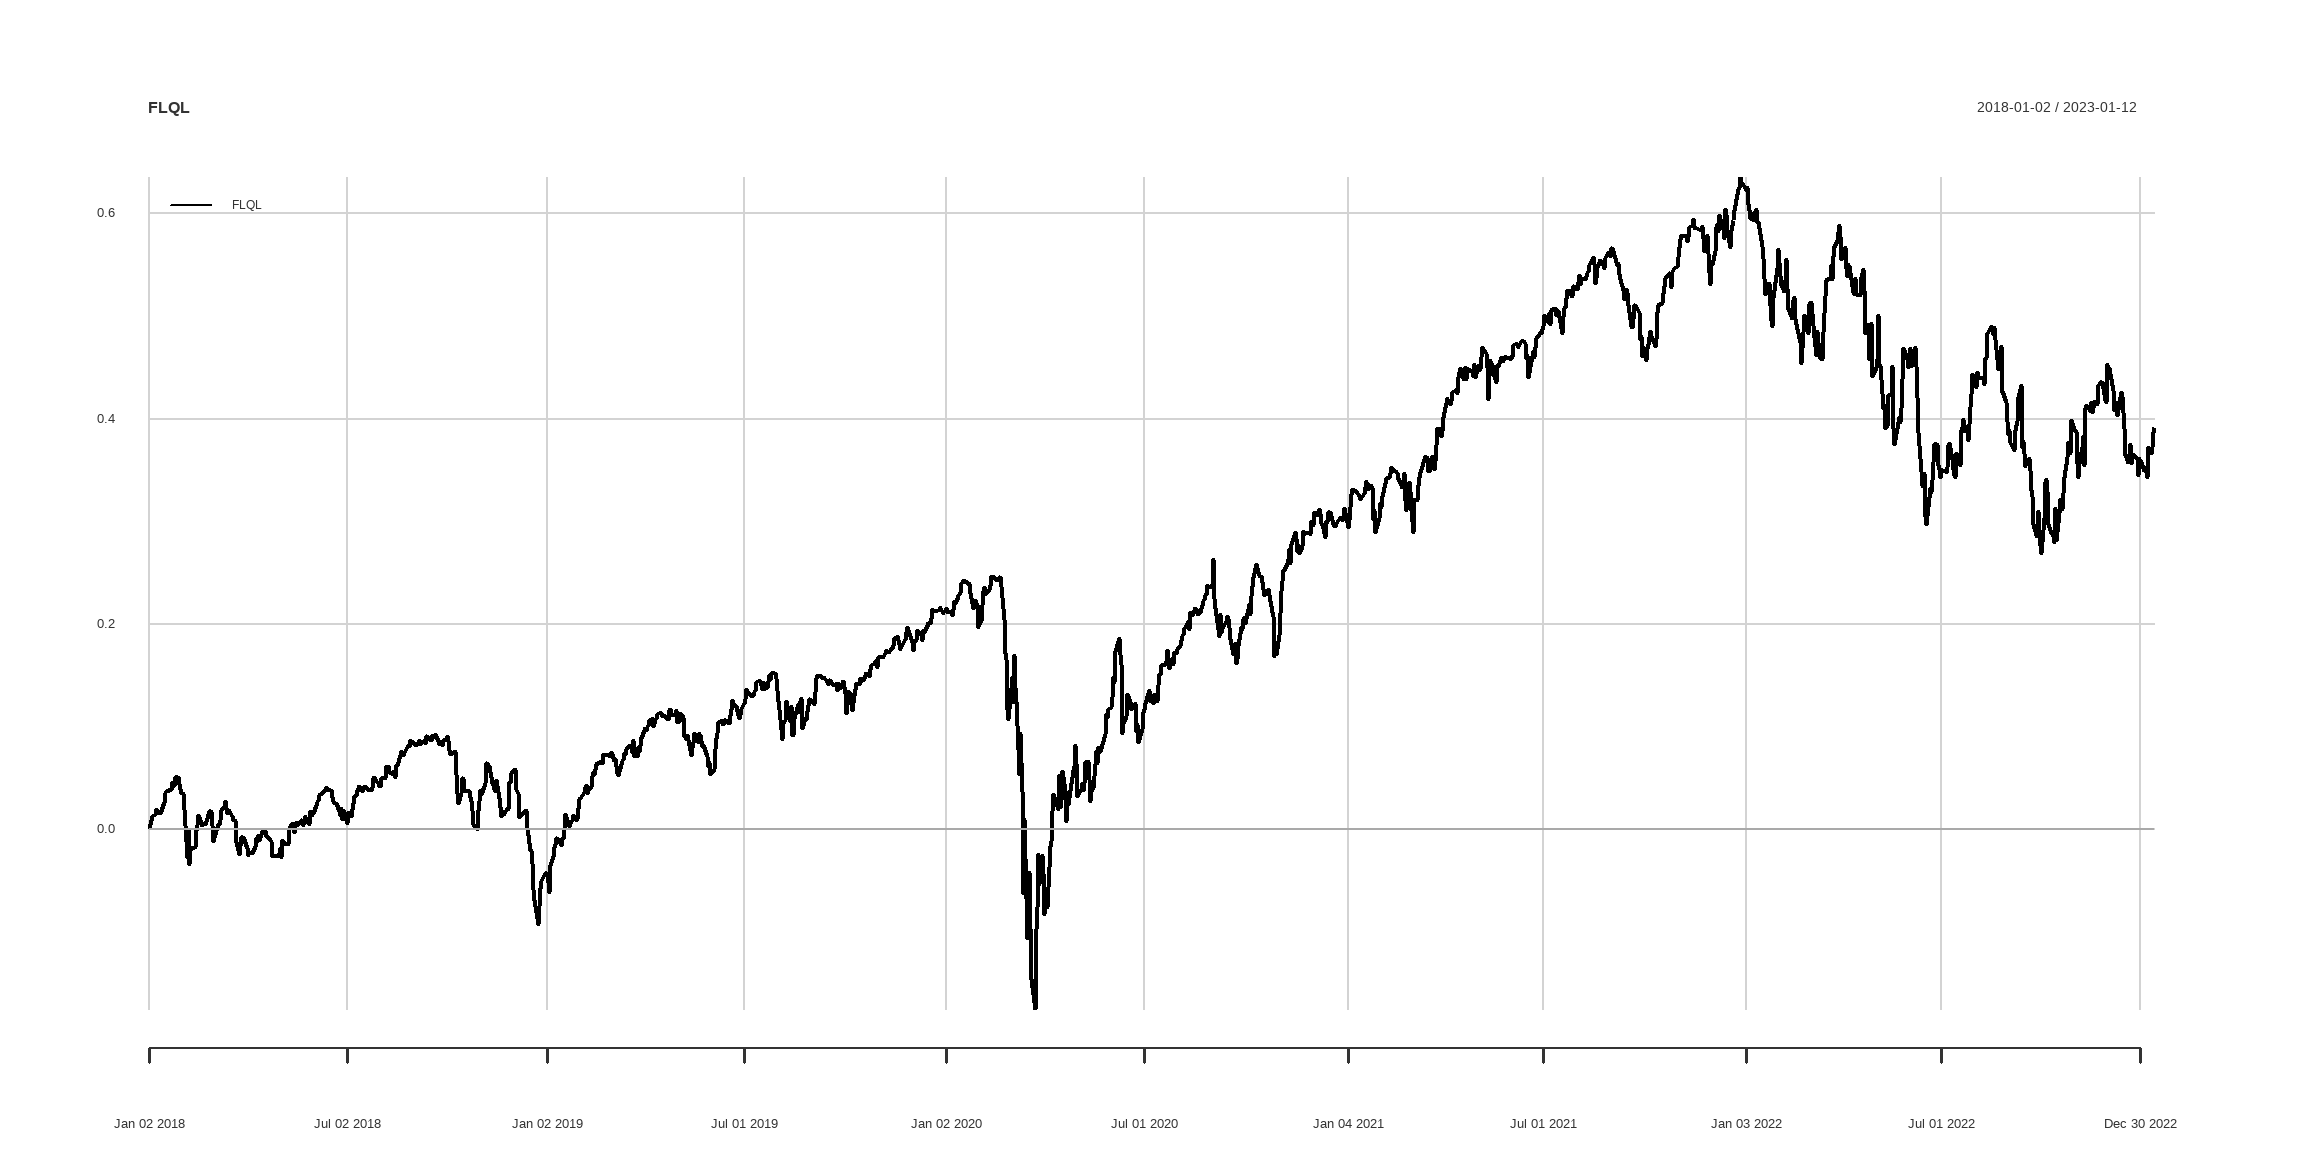 FLQL
2018-01-02 / 2023-01-12
FLQL
0.6
0.4
0.2
0.0
Jan 02 2018
Jul 02 2018
Jan 02 2019
Jul 01 2019
Jan 02 2020
Jul 01 2020
Jan 04 2021
Jul 01 2021
Jan 03 2022
Jul 01 2022
Dec 30 2022